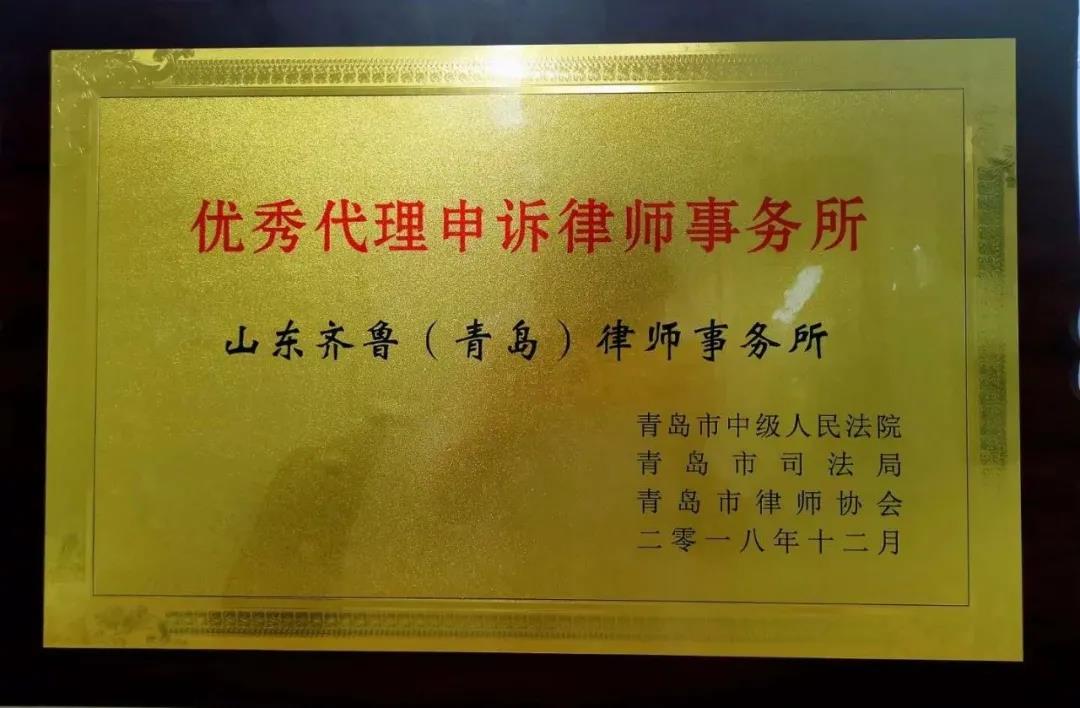 优秀代理申诉律师事务所
山东齐鲁（青岛）律师事务所
青岛市中级人民法院
青岛市司法局
青岛市律师协会
二零一八年十二月